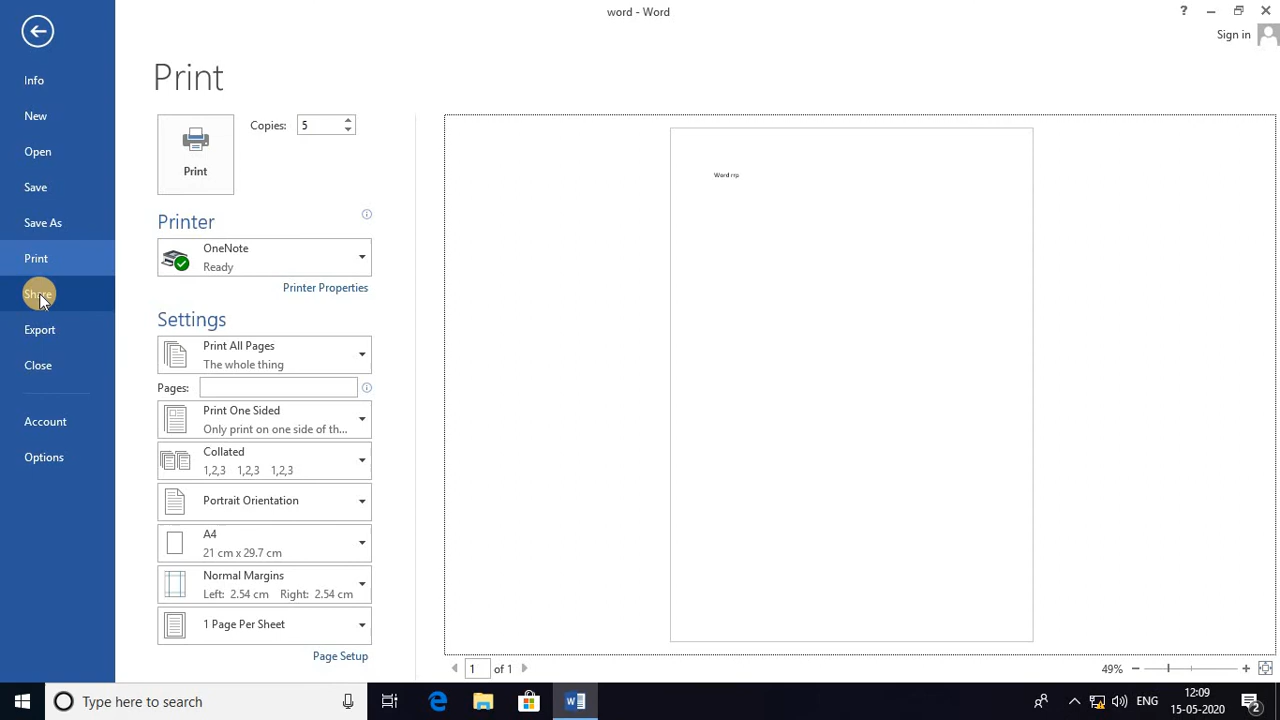 word - Word
?
Sign in
Info
New
Open
Save
Save As
Print
Share
Export
Close
Account
Options
Print
Print
Copies: 5
Printer
OneNote
Ready
Printer Properties
Settings
Print All Pages
The whole thing
Pages:
Print One Sided
Only print on one side of th...
Collated
1,2,3 1,2,3 1,2,3
Portrait Orientation
A4
21 cm x 29.7 cm
Normal Margins
Left: 2.54 cm Right: 2.54 cm
1 Page Per Sheet
Page Setup
Word
1 of 1
49%
Type here to search
ENG
12:09
15-05-2020
2